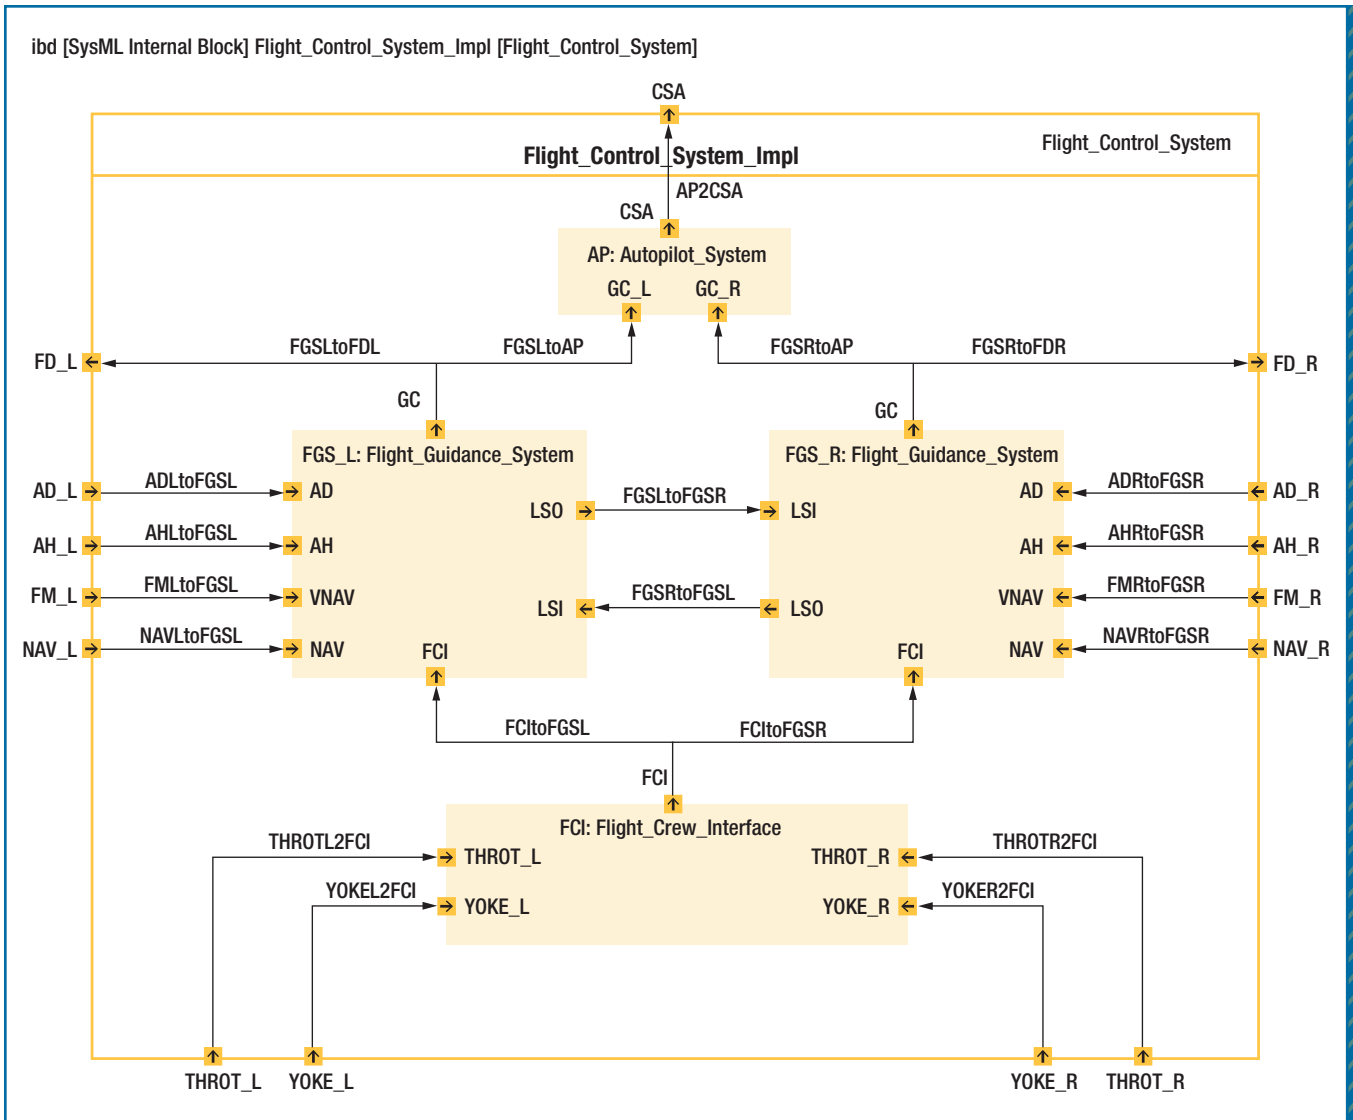 ibd [SysML Internal Block] Flight_Control_System_Impl [Flight_Control_System]
CSA
Flight_Control_System
Flight_Control_System_Impl
AP2CSA
CSA
AP: Autopilot_System
GC_L GC_R
FGSLtoFDL FGSLtoAP FGSRtoAP FGSRtoFDR
FD_L FD_R
GC GC
FGS_L: Flight_Guidance_System FGS_R: Flight_Guidance_System
AD_L ADLtoFGSL AD AD ADRtoFGSR AD_R
LSO FGSLtoFGSR LSI
AH_L AHLtoFGSL AH AH AHRtoFGSR AH_R
FM_L FMLtoFGSL VNAV VNAV FMRtoFGSR FM_R
LSI FGSRtoFGSL LSO
NAV_L NAVLtoFGSL NAV NAV NAVRtoFGSR NAV_R
FCI FCI
FCItoFGSL FCItoFGSR
FCI
FCI: Flight_Crew_Interface
THROTL2FCI THROTR2FCI
THROT_L THROT_R
YOKEL2FCI YOKER2FCI
YOKE_L YOKE_R
THROT_L YOKE_L YOKE_R THROT_R